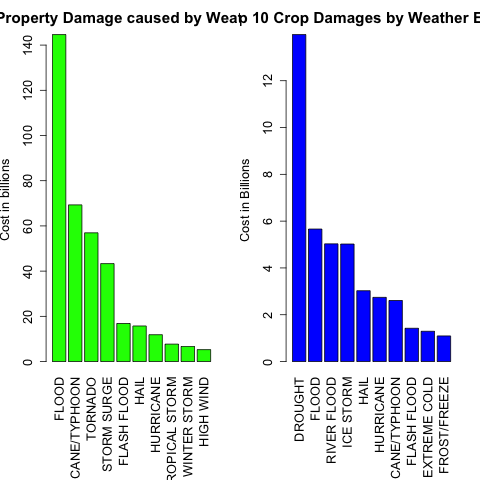 Property Damage caused by Weap 10 Crop Damages by Weather E
Cost in billions
0
20
40
60
80
100
120
140
FLOOD
CANE/TYPHOON
TORNADO
STORM SURGE
FLASH FLOOD
HAIL
HURRICANE
ROPICAL STORM
WINTER STORM
HIGH WIND
Cost in Billions
0
2
4
6
8
10
12
DROUGHT
FLOOD
RIVER FLOOD
ICE STORM
HAIL
HURRICANE
CANE/TYPHOON
FLASH FLOOD
EXTREME COLD
FROST/FREEZE